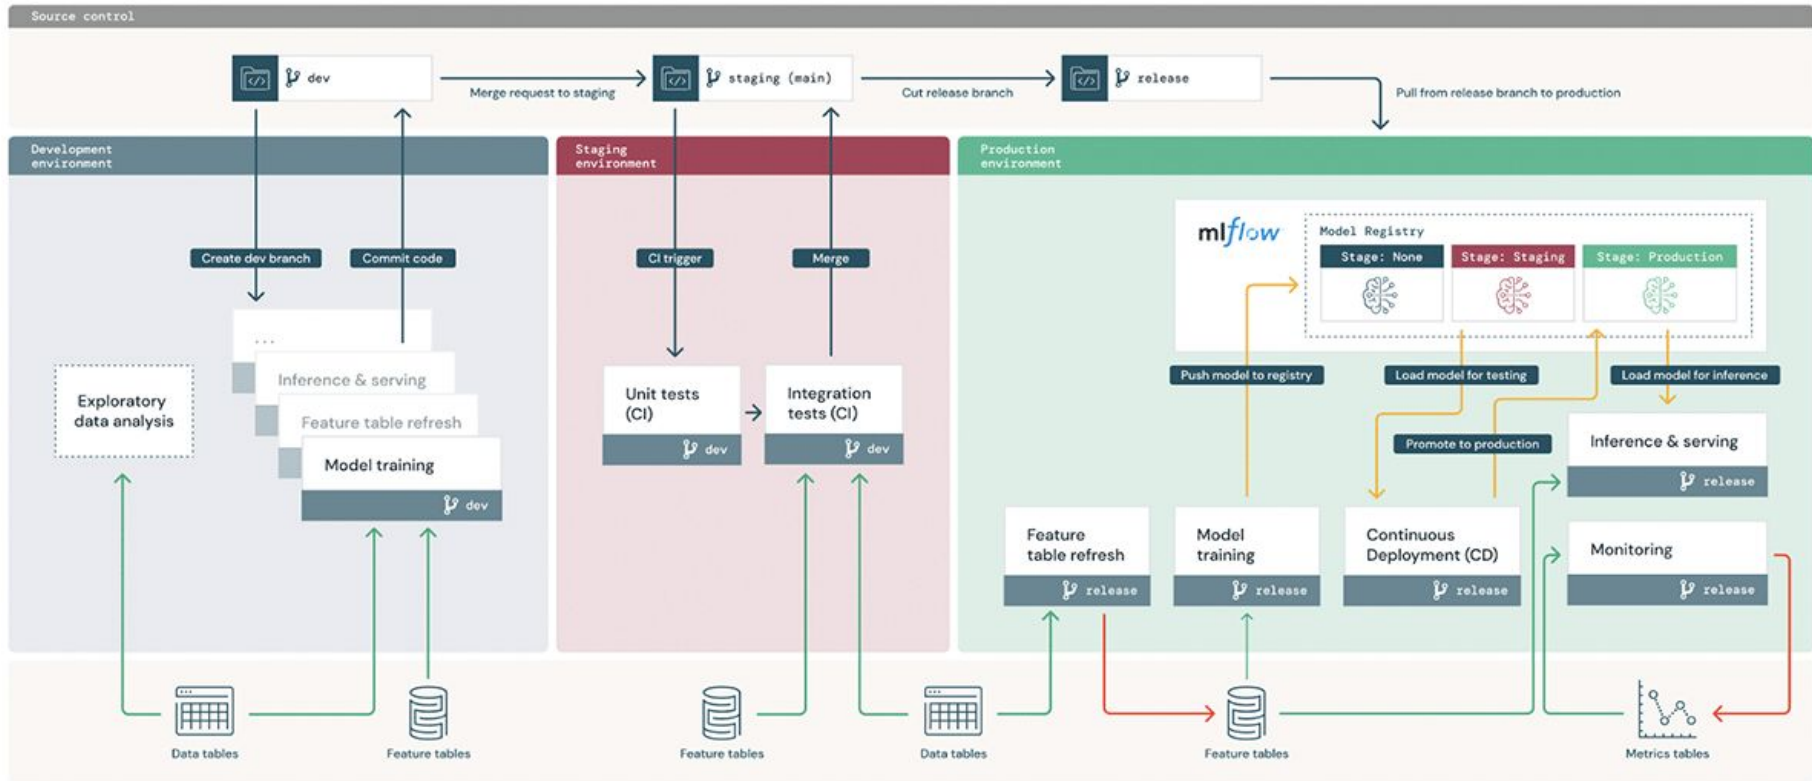 Source control
dev
Merge request to staging
staging (main)
Cut release branch
release
Pull from release branch to production
Development
environment
Create dev branch
Commit code
...
Inference & serving
Feature table refresh
Model training
dev
Exploratory
data analysis
Staging
environment
CI trigger
Merge
Unit tests
(CI)
dev
Integration
tests (CI)
dev
Production
environment
mlflow
Model Registry
Stage: None
Stage: Staging
Stage: Production
Push model to registry
Load model for testing
Load model for inference
Promote to production
Inference & serving
release
Feature
table refresh
release
Model
training
release
Continuous
Deployment (CD)
release
Monitoring
release
Data tables
Feature tables
Feature tables
Data tables
Feature tables
Metrics tables